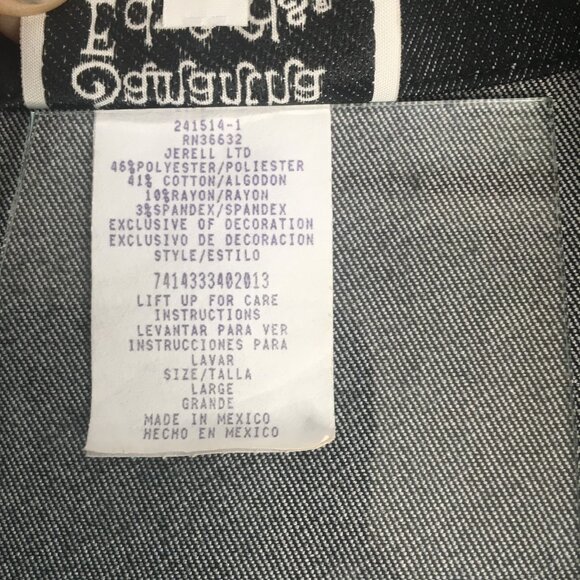 241514-1
RN36632
JERELL LTD
46%POLYESTER/POLIESTER
41% COTTON/ALGODON
10%RAYON/RAYON
3%SPANDEX/SPANDEX
EXCLUSIVE OF DECORATION
EXCLUSIVO DE DECORACION
STYLE/ESTILO
7414333402013
LIFT UP FOR CARE
INSTRUCTIONS
LEVANTAR PARA VER
INSTRUCCIONES PARA
LAVAR
SIZE/TALLA
LARGE
GRANDE
MADE IN MEXICO
HECHO EN MEXICO